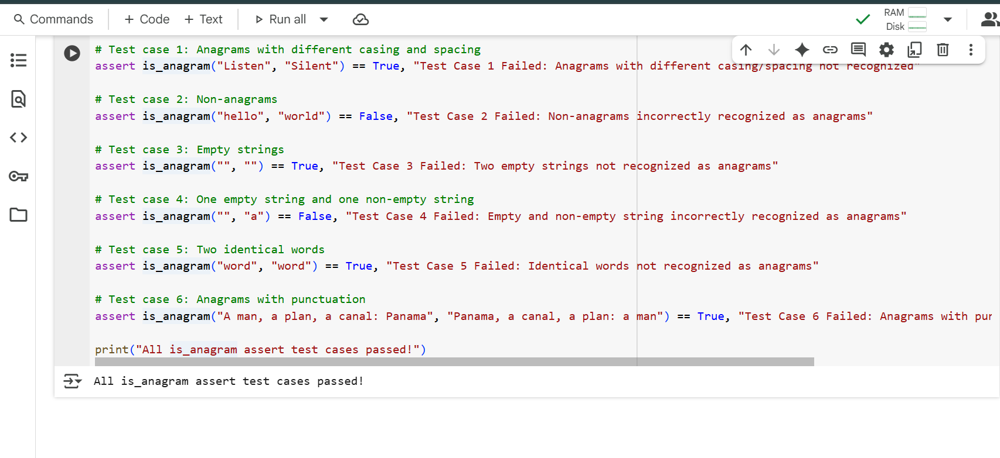 Commands + Code + Text Run all RAM
Disk
# Test case 1: Anagrams with different casing and spacing
assert is_anagram("Listen", "Silent") == True, "Test Case 1 Failed: Anagrams with different casing/spacing not recognized"
# Test case 2: Non-anagrams
assert is_anagram("hello", "world") == False, "Test Case 2 Failed: Non-anagrams incorrectly recognized as anagrams"
# Test case 3: Empty strings
assert is_anagram("", "") == True, "Test Case 3 Failed: Two empty strings not recognized as anagrams"
# Test case 4: One empty string and one non-empty string
assert is_anagram("", "a") == False, "Test Case 4 Failed: Empty and non-empty string incorrectly recognized as anagrams"
# Test case 5: Two identical words
assert is_anagram("word", "word") == True, "Test Case 5 Failed: Identical words not recognized as anagrams"
# Test case 6: Anagrams with punctuation
assert is_anagram("A man, a plan, a canal: Panama", "Panama, a canal, a plan: a man") == True, "Test Case 6 Failed: Anagrams with pun
print("All is_anagram assert test cases passed!")
All is_anagram assert test cases passed!